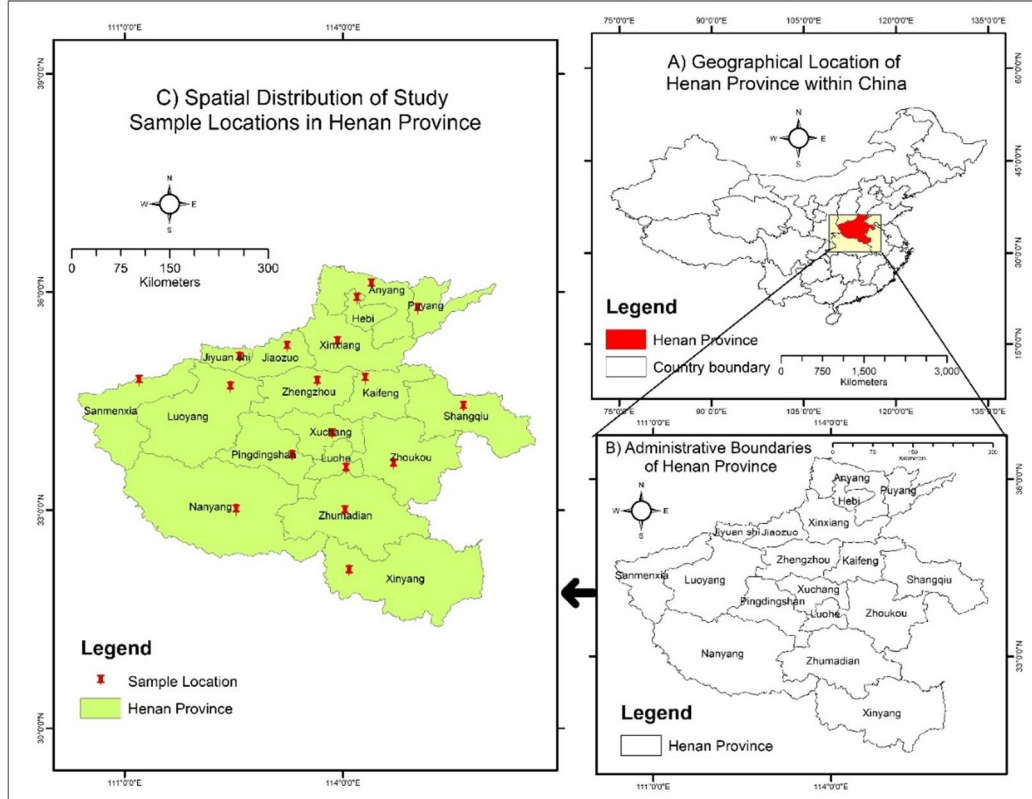 111°0'0"E 114°0'0"E
39°0'0"N
C) Spatial Distribution of Study
Sample Locations in Henan Province
N
W E
S
0 75 150 300
Kilometers
36°0'0"N
Anyang
Puyang
Hebi
Xinxiang
Jiyuan shi Jiaozuo
Zhengzhou Kaifeng
Sanmenxia Luoyang Shangqiu
Xuchang
Pingdingshan Luohe Zhoukou
Nanyang Zhumadian
33°0'0"N
Xinyang
Legend
Sample Location
Henan Province
30°0'0"N
111°0'0"E 114°0'0"E
75°0'0"E 90°0'0"E 105°0'0"E 120°0'0"E 135°0'0"E
60°0'0"N
A) Geographical Location of
Henan Province within China
N
W E
S
45°0'0"N
30°0'0"N
Legend
Henan Province
Country boundary
0 1,500 3,000
Kilometers
15°0'0"N
75°0'0"E 90°0'0"E 105°0'0"E 120°0'0"E 135°0'0"E
111°0'0"E 114°0'0"E
B) Administrative Boundaries
of Henan Province
0 75 150 300
Kilometers
N
W E
S
36°0'0"N
Anyang
Puyang
Hebi
Xinxiang
Jiyuan shi Jiaozuo
Zhengzhou Kaifeng
Sanmenxia Luoyang Shangqiu
Xuchang
Pingdingshan
Luohe Zhoukou
Nanyang Zhumadian
33°0'0"N
Xinyang
Legend
Henan Province
111°0'0"E 114°0'0"E